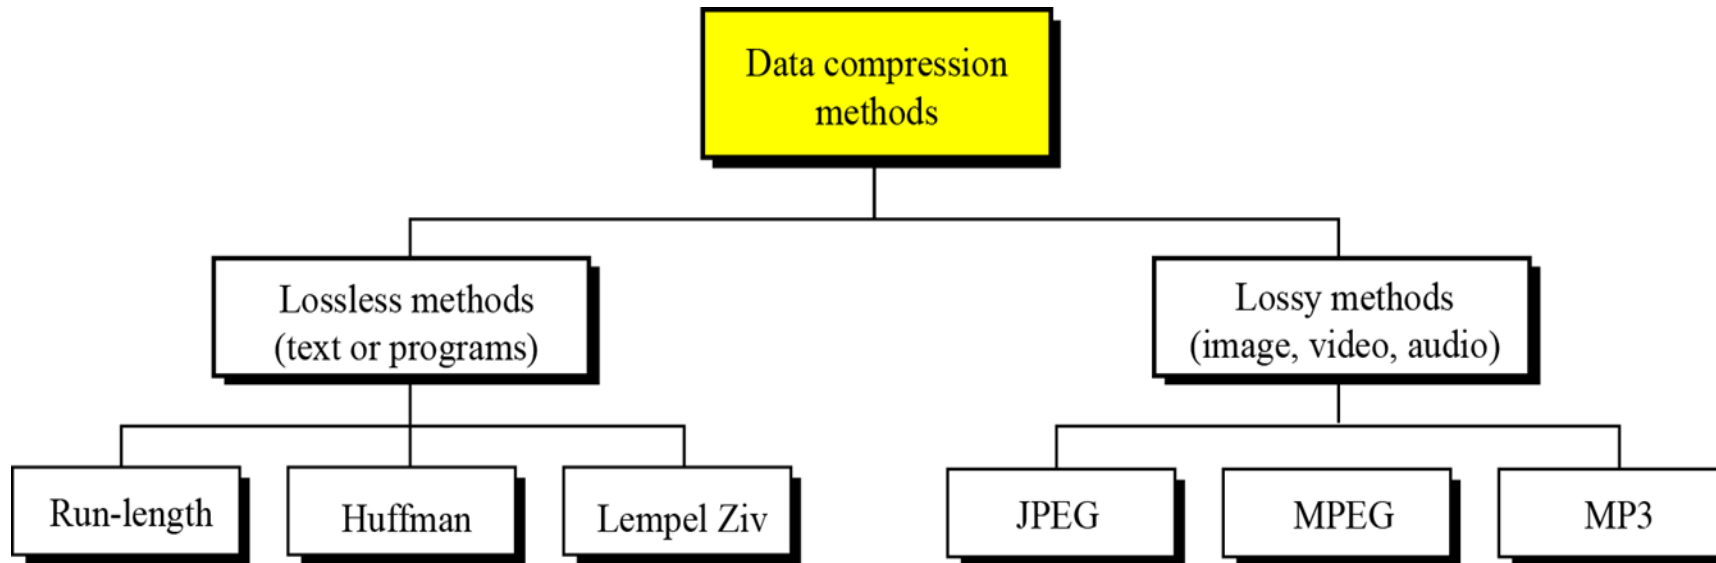 Data compression
methods
Lossless methods
(text or programs)
Lossy methods
(image, video, audio)
Run-length
Huffman
Lempel Ziv
JPEG
MPEG
MP3